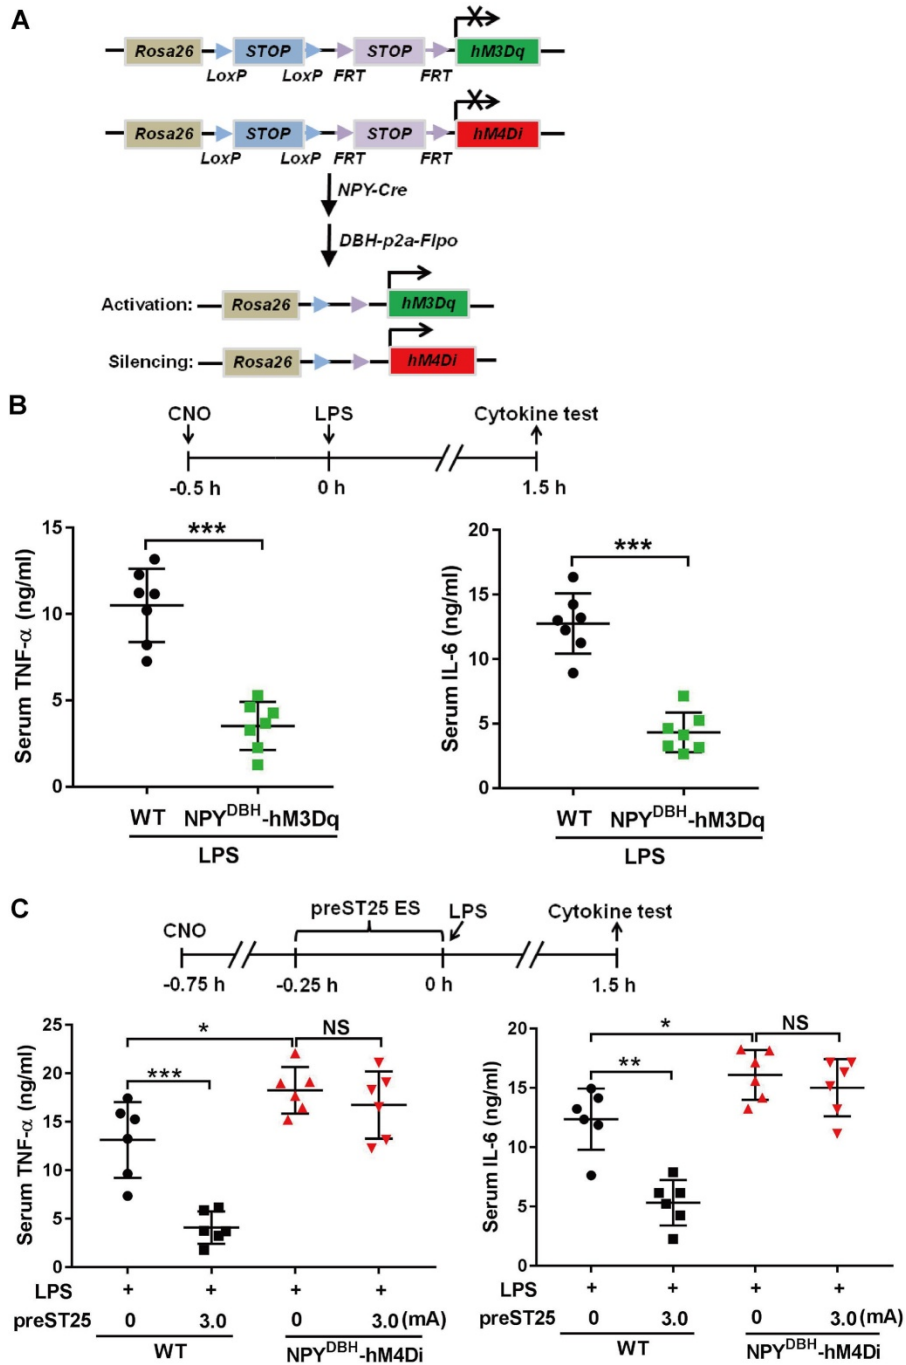 A
Rosa26 STOP STOP hM3Dq
LoxP LoxP FRT FRT
Rosa26 STOP STOP hM4Di
LoxP LoxP FRT FRT
NPY-Cre
DBH-p2a-Flpo
Activation: Rosa26 hM3Dq
Silencing: Rosa26 hM4Di
B
CNO LPS Cytokine test
-0.5 h 0 h 1.5 h
Serum TNF-α (ng/ml)
15
10
5
0
***
WT NPYDBH-hM3Dq
LPS
Serum IL-6 (ng/ml)
20
15
10
5
0
***
WT NPYDBH-hM3Dq
LPS
C
CNO preST25 ES LPS Cytokine test
-0.75 h -0.25 h 0 h 1.5 h
Serum TNF-α (ng/ml)
25
20
15
10
5
0
* NS
***
LPS + + + +
preST25 0 3.0 0 3.0 (mA)
WT NPYDBH-hM4Di
Serum IL-6 (ng/ml)
20
15
10
5
0
* NS
**
+ + + +
0 3.0 0 3.0 (mA)
WT NPYDBH-hM4Di